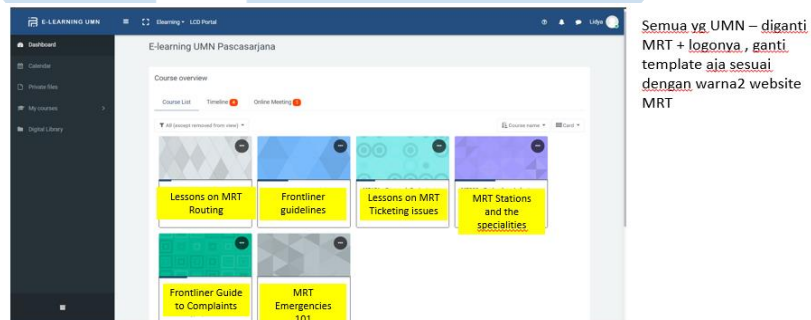 E-LEARNING UMN
Elearning LCD Portal
Lidya
Dashboard
Calendar
Private files
My courses
Digital Library
E-learning UMN Pascasarjana
Course overview
Course List Timeline Online Meeting
All (except removed from view)
Course name Card
Lessons on MRT
Routing
Frontliner
guidelines
Lessons on MRT
Ticketing issues
MRT Stations
and the
specialities
Frontliner Guide
to Complaints
MRT
Emergencies
101
Semua yg UMN – diganti
MRT + logonya , ganti
template aja sesuai
dengan warna2 website
MRT